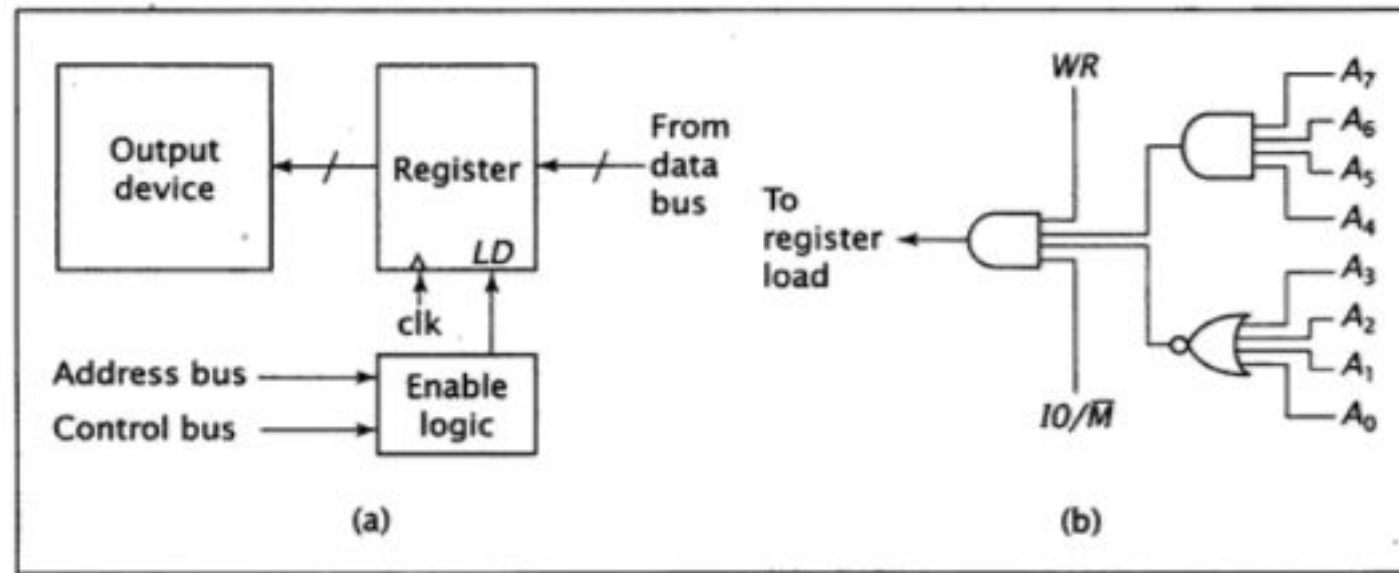 Output
device
Register
LD
clk
From
data
bus
Address bus
Control bus
Enable
logic
(a)
WR
To
register
load
IO/M̅
A₇
A₆
A₅
A₄
A₃
A₂
A₁
A₀
(b)